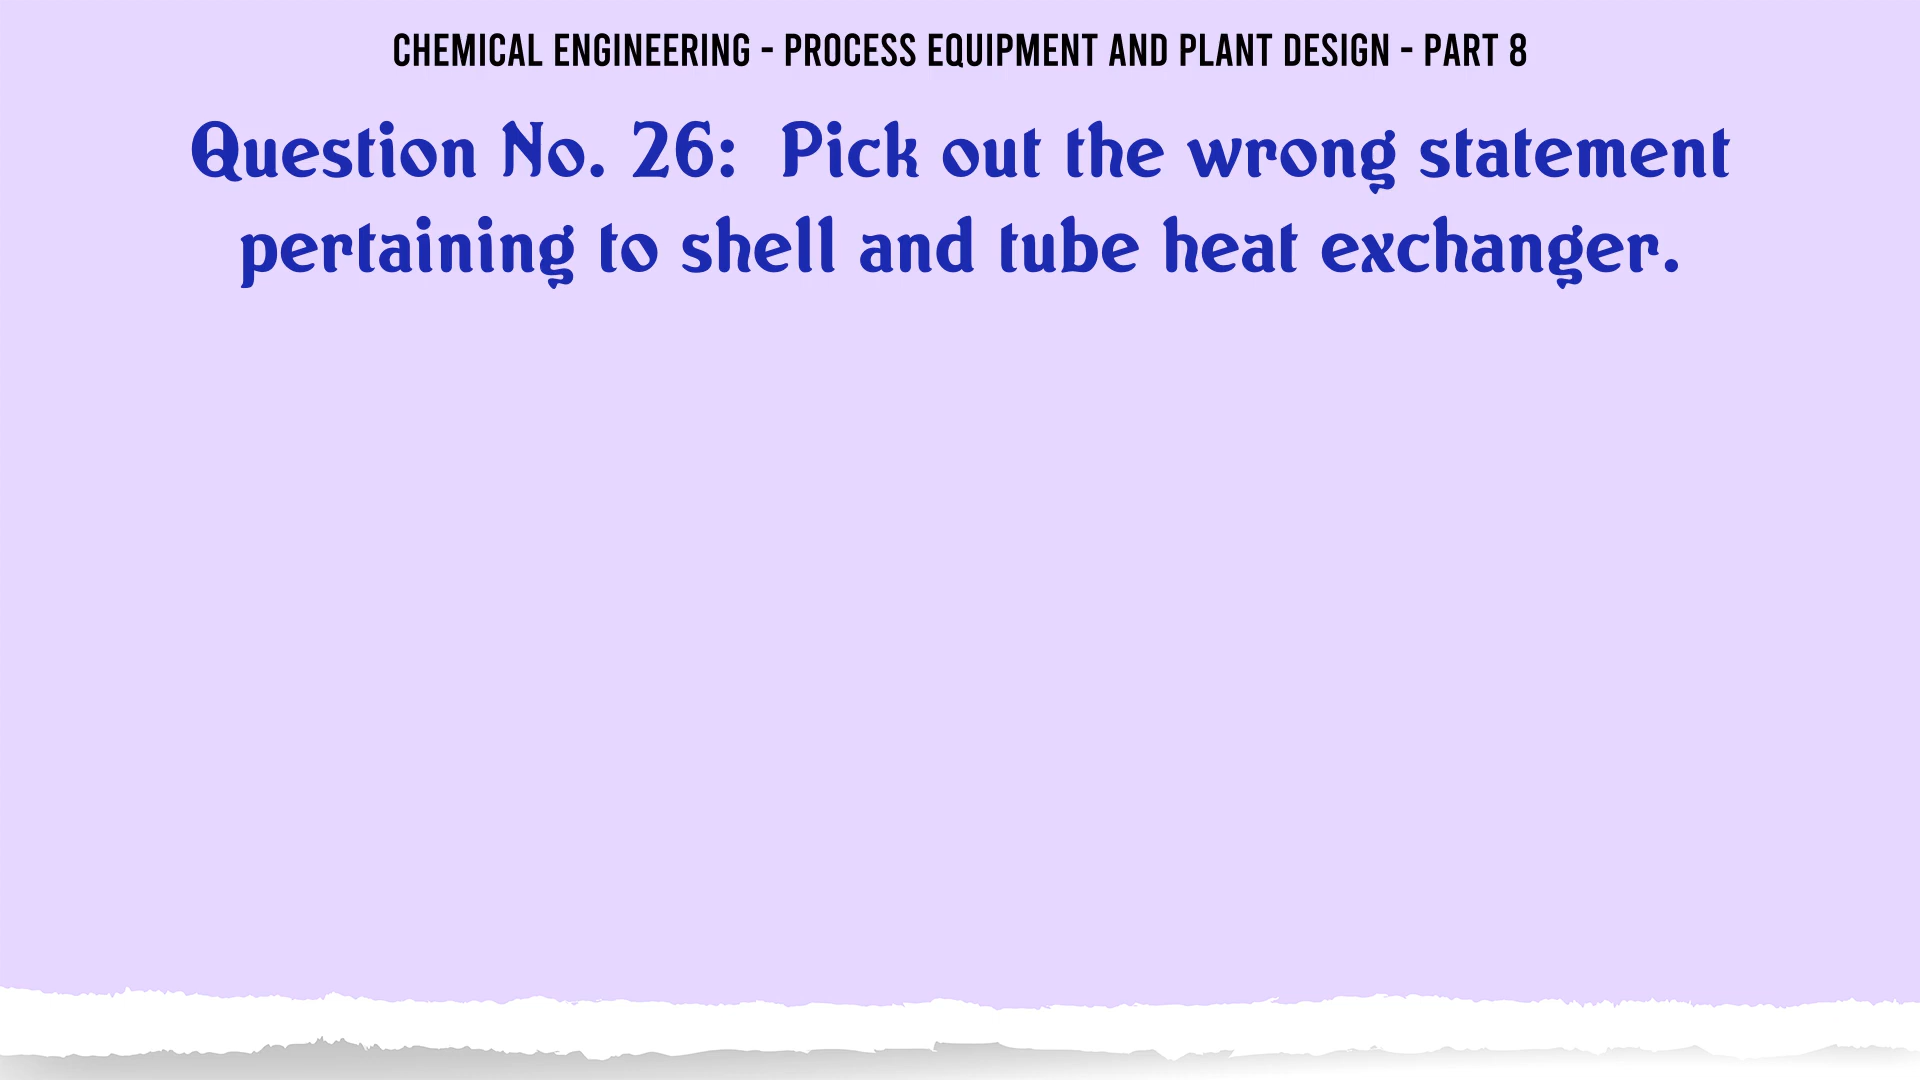 CHEMICAL ENGINEERING - PROCESS EQUIPMENT AND PLANT DESIGN - PART 8
Question No. 26:  Pick out the wrong statement
pertaining to shell and tube heat exchanger.